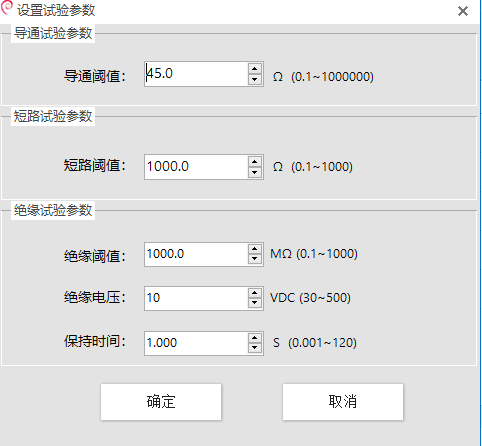 设置试验参数
导通试验参数
导通阈值： 45.0 Ω (0.1~1000000)
短路试验参数
短路阈值： 1000.0 Ω (0.1~1000)
绝缘试验参数
绝缘阈值： 1000.0 MΩ (0.1~1000)
绝缘电压： 10 VDC (30~500)
保持时间： 1.000 S (0.001~120)
确定 取消